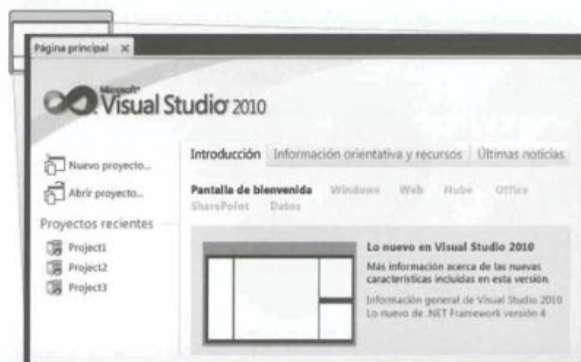 Página principal X
Microsoft®
Visual Studio 2010
Nuevo proyecto...
Abrir proyecto...
Proyectos recientes
Project1
Project2
Project3
Introducción Información orientativa y recursos Últimas noticias
Pantalla de bienvenida Windows Web Nube Office
SharePoint Datos
Lo nuevo en Visual Studio 2010
Más información acerca de las nuevas
características incluidas en esta versión.
Información general de Visual Studio 2010
Lo nuevo de .NET Framework versión 4